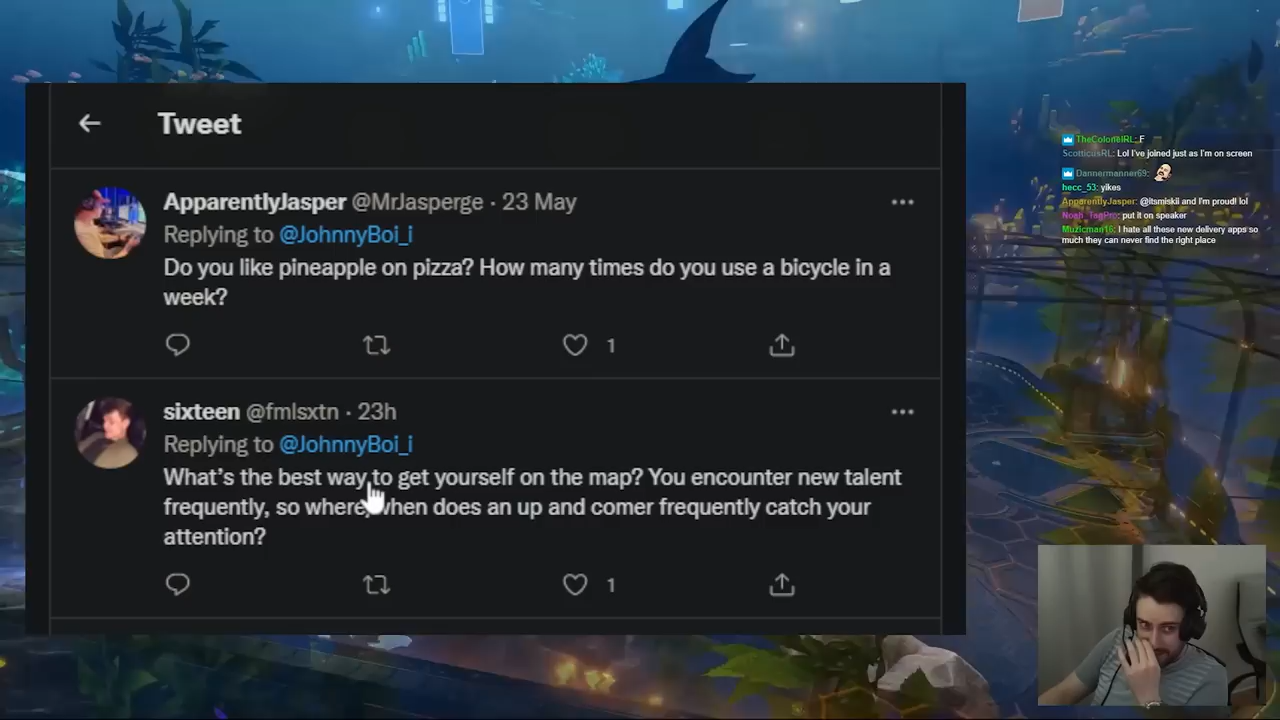 Tweet
ApparentlyJasper @MrJasperge · 23 May
Replying to @JohnnyBoi_i
Do you like pineapple on pizza? How many times do you use a bicycle in a
week?
1
sixteen @fmlsxtn · 23h
Replying to @JohnnyBoi_i
What's the best way to get yourself on the map? You encounter new talent
frequently, so where/when does an up and comer frequently catch your
attention?
1
TheColonelRL: F
ScotticusRL: Lol I've joined just as I'm on screen
Dannermanner69:
hecc_53: yikes
ApparentlyJasper: @itsmiskii and I'm proud! lol
Noah_TagPro: put it on speaker
Muzicman16: I hate all these new delivery apps so
much they can never find the right place